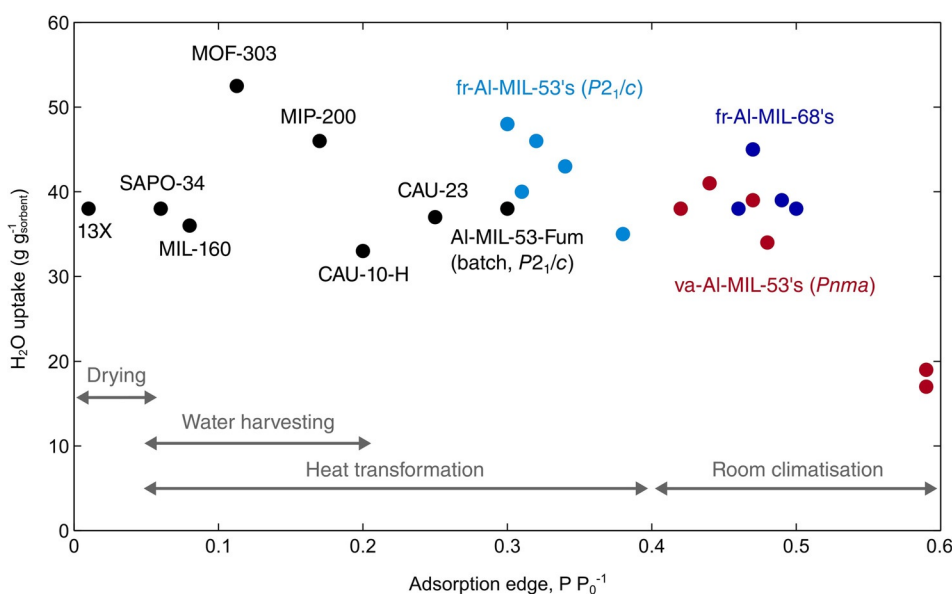 60
50
40
30
20
10
0
H₂O uptake (g g⁻¹sorbent)
MOF-303
MIP-200
fr-Al-MIL-53's (P2₁/c)
fr-Al-MIL-68's
SAPO-34
CAU-23
13X
MIL-160
CAU-10-H
Al-MIL-53-Fum
(batch, P2₁/c)
va-Al-MIL-53's (Pnma)
Drying
Water harvesting
Heat transformation
Room climatisation
0 0.1 0.2 0.3 0.4 0.5 0.6
Adsorption edge, P P₀⁻¹